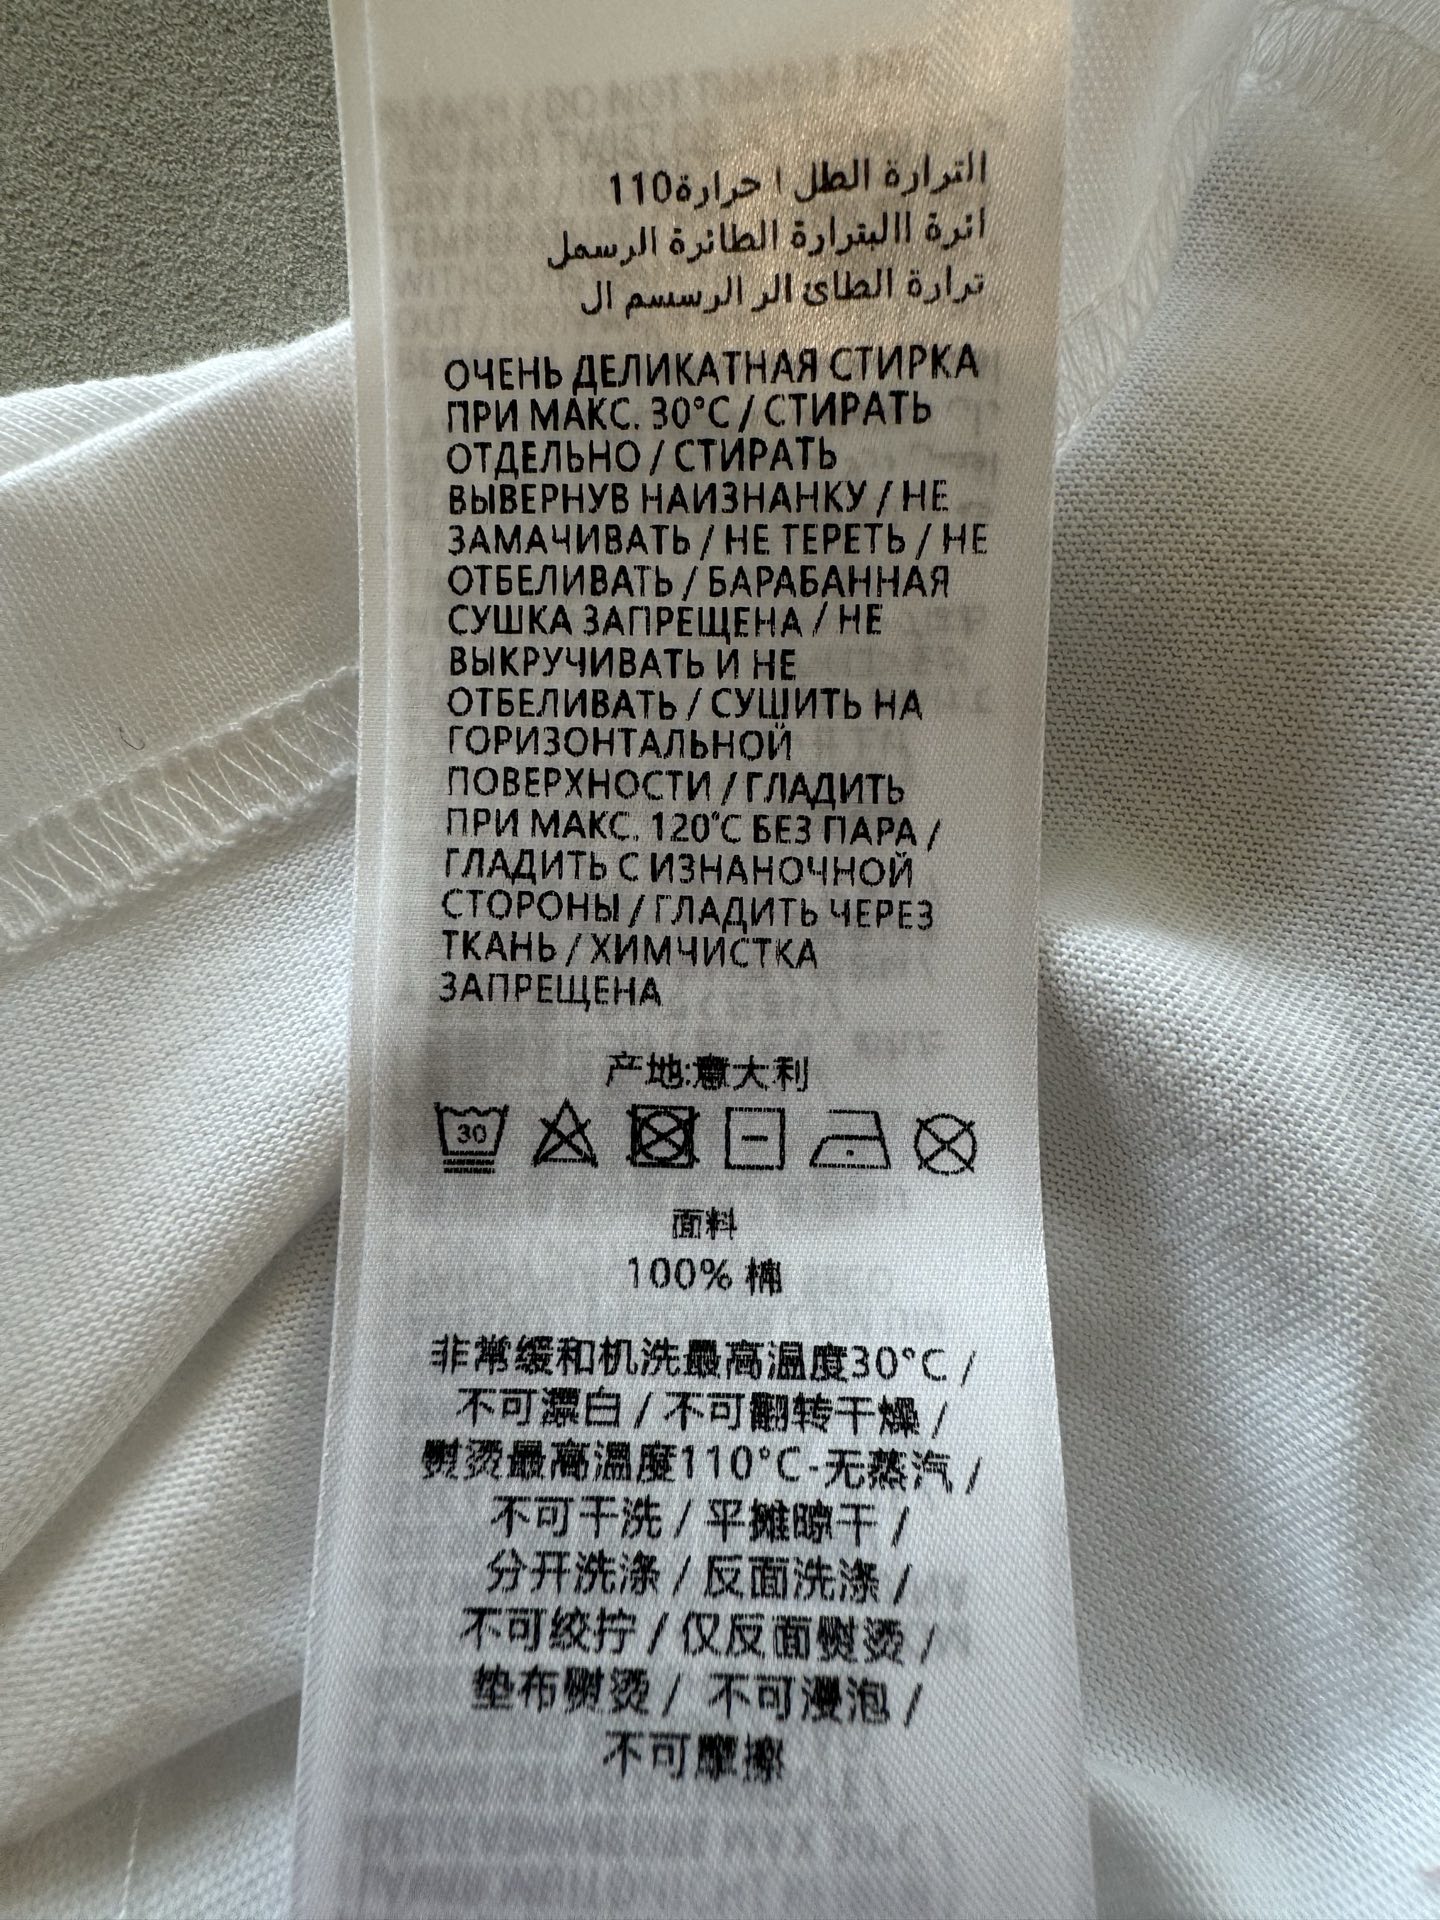 الترارة الطل ا حرارة110
ائرة االبترارة الطائرة الرسمل
ترارة الطائ الر الرسسم ال
ОЧЕНЬ ДЕЛИКАТНАЯ СТИРКА
ПРИ МАКС. 30°C / СТИРАТЬ
ОТДЕЛЬНО / СТИРАТЬ
ВЫВЕРНУВ НАИЗНАНКУ / НЕ
ЗАМАЧИВАТЬ / НЕ ТЕРЕТЬ / НЕ
ОТБЕЛИВАТЬ / БАРАБАННАЯ
СУШКА ЗАПРЕЩЕНА / НЕ
ВЫКРУЧИВАТЬ И НЕ
ОТБЕЛИВАТЬ / СУШИТЬ НА
ГОРИЗОНТАЛЬНОЙ
ПОВЕРХНОСТИ / ГЛАДИТЬ
ПРИ МАКС. 120°C БЕЗ ПАРА /
ГЛАДИТЬ С ИЗНАНОЧНОЙ
СТОРОНЫ / ГЛАДИТЬ ЧЕРЕЗ
ТКАНЬ / ХИМЧИСТКА
ЗАПРЕЩЕНА
产地:意大利
30
面料
100% 棉
非常缓和机洗最高温度30°C /
不可漂白 / 不可翻转干燥 /
熨烫最高温度110°C-无蒸汽 /
不可干洗 / 平摊晾干 /
分开洗涤 / 反面洗涤 /
不可绞拧 / 仅反面熨烫 /
垫布熨烫 / 不可浸泡 /
不可摩擦